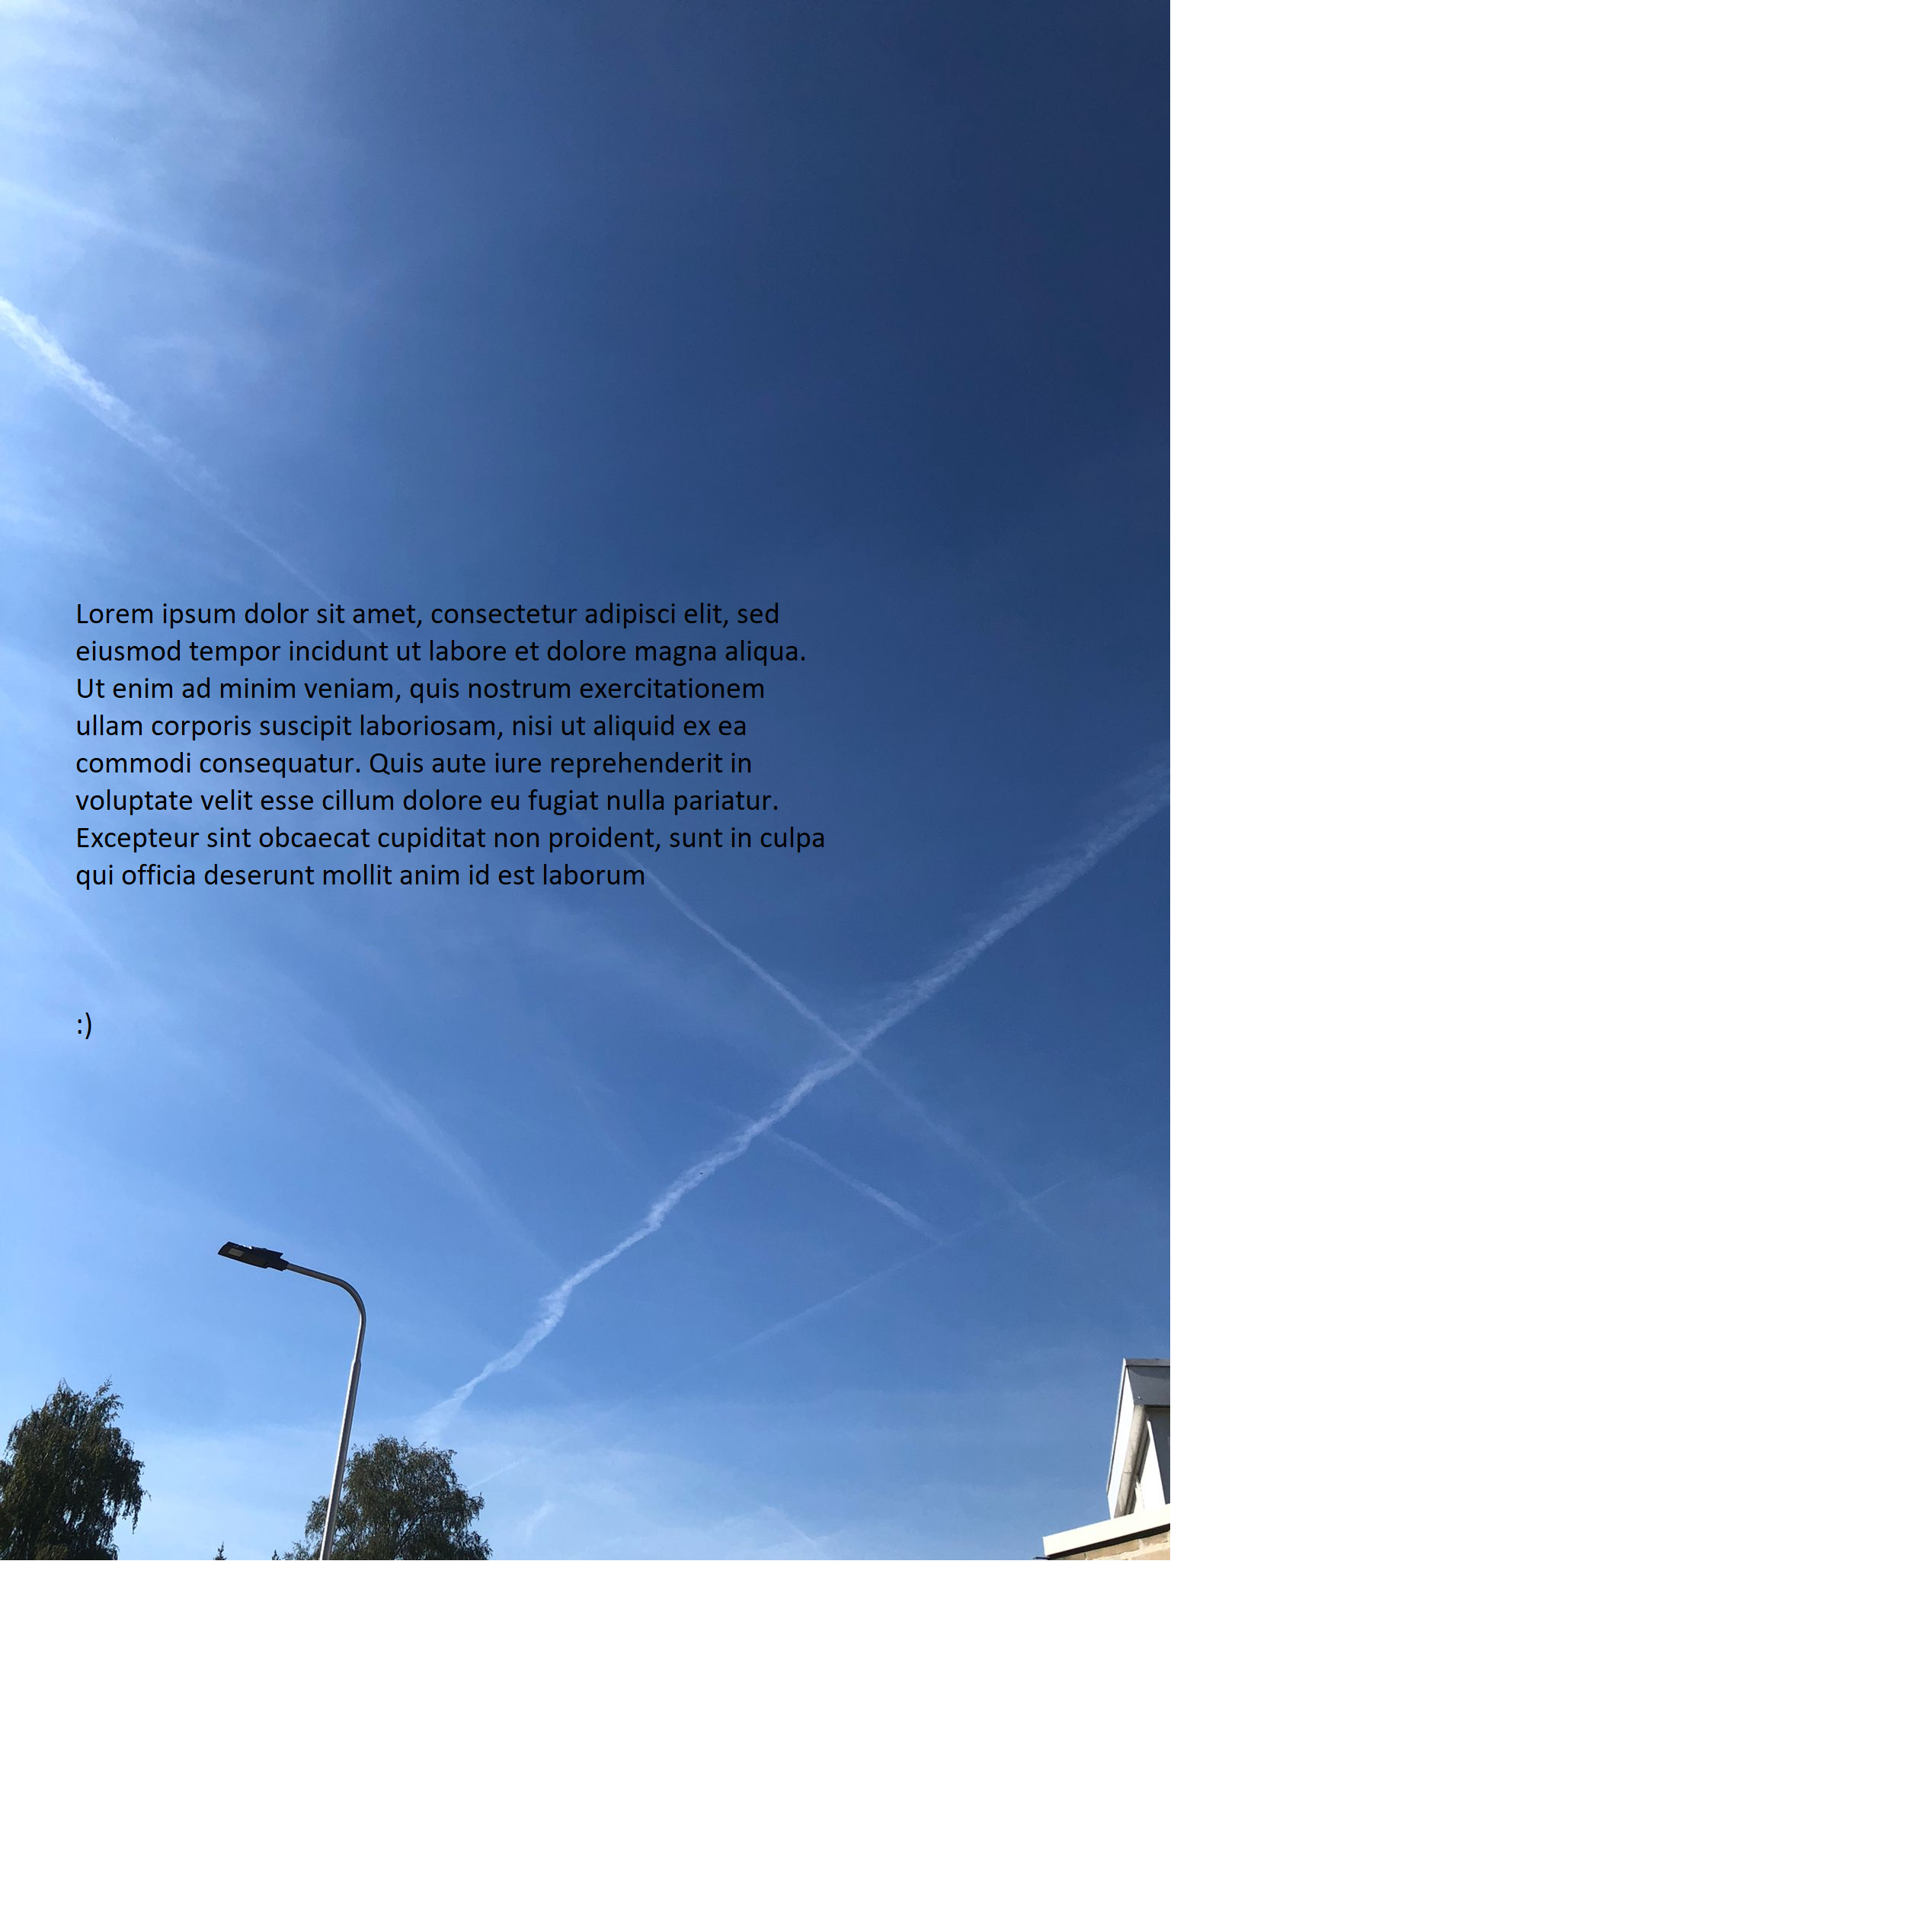 Lorem ipsum dolor sit amet, consectetur adipisci elit, sed
eiusmod tempor incidunt ut labore et dolore magna aliqua.
Ut enim ad minim veniam, quis nostrum exercitationem
ullam corporis suscipit laboriosam, nisi ut aliquid ex ea
commodi consequatur. Quis aute iure reprehenderit in
voluptate velit esse cillum dolore eu fugiat nulla pariatur.
Excepteur sint obcaecat cupiditat non proident, sunt in culpa
qui officia deserunt mollit anim id est laborum
:)